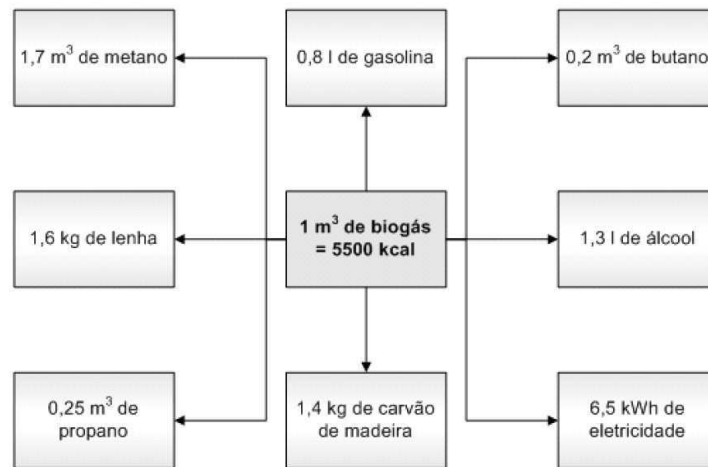 1,7 m³ de metano
0,8 l de gasolina
0,2 m³ de butano
1,6 kg de lenha
1 m³ de biogás
= 5500 kcal
1,3 l de álcool
0,25 m³ de
propano
1,4 kg de carvão
de madeira
6,5 kWh de
eletricidade